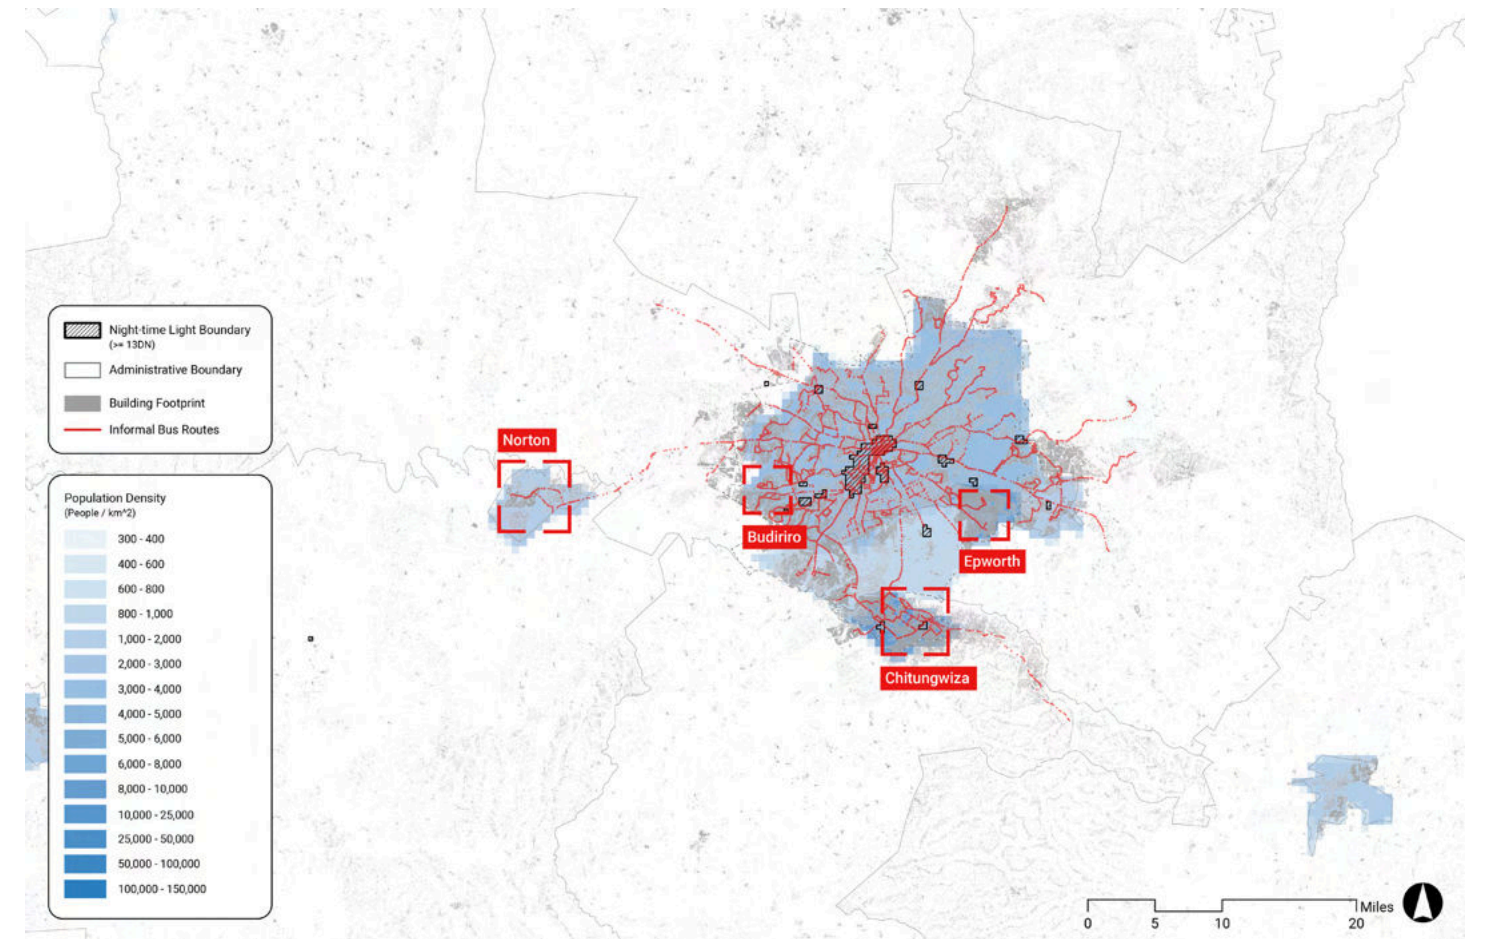 Night-time Light Boundary
(>= 13DN)
Administrative Boundary
Building Footprint
Informal Bus Routes
Population Density
(People / km^2)
300 - 400
400 - 600
600 - 800
800 - 1,000
1,000 - 2,000
2,000 - 3,000
3,000 - 4,000
4,000 - 5,000
5,000 - 6,000
6,000 - 8,000
8,000 - 10,000
10,000 - 25,000
25,000 - 50,000
50,000 - 100,000
100,000 - 150,000
Norton
Budiriro
Epworth
Chitungwiza
Miles
0 5 10 20